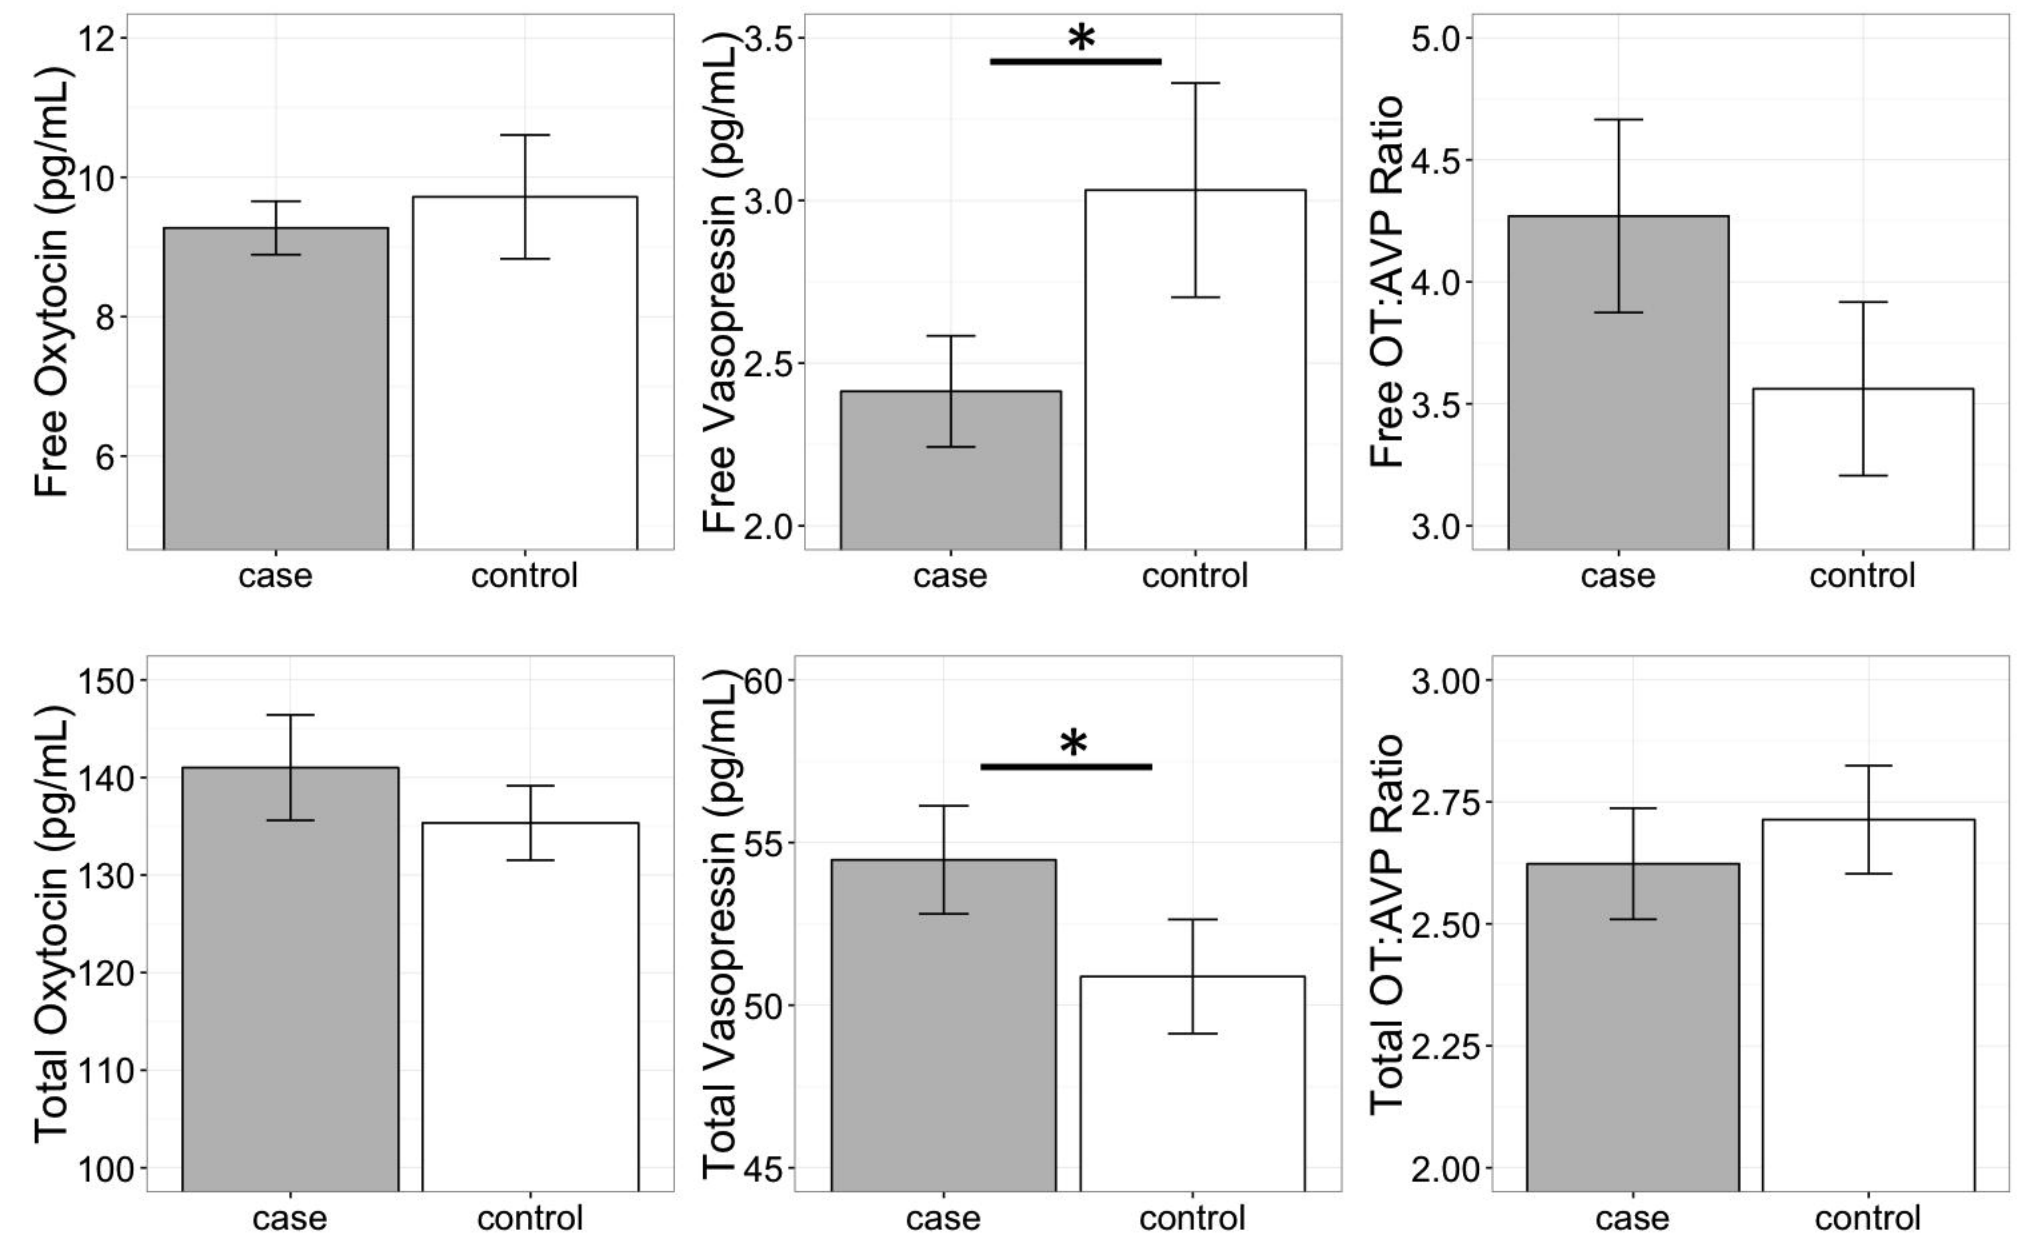 Free Oxytocin (pg/mL)
12
10
8
6
case control
Free Vasopressin (pg/mL)
3.5
3.0
2.5
2.0
*
case control
Free OT:AVP Ratio
5.0
4.5
4.0
3.5
3.0
case control
Total Oxytocin (pg/mL)
150
140
130
120
110
100
case control
Total Vasopressin (pg/mL)
60
55
50
45
*
case control
Total OT:AVP Ratio
3.00
2.75
2.50
2.25
2.00
case control